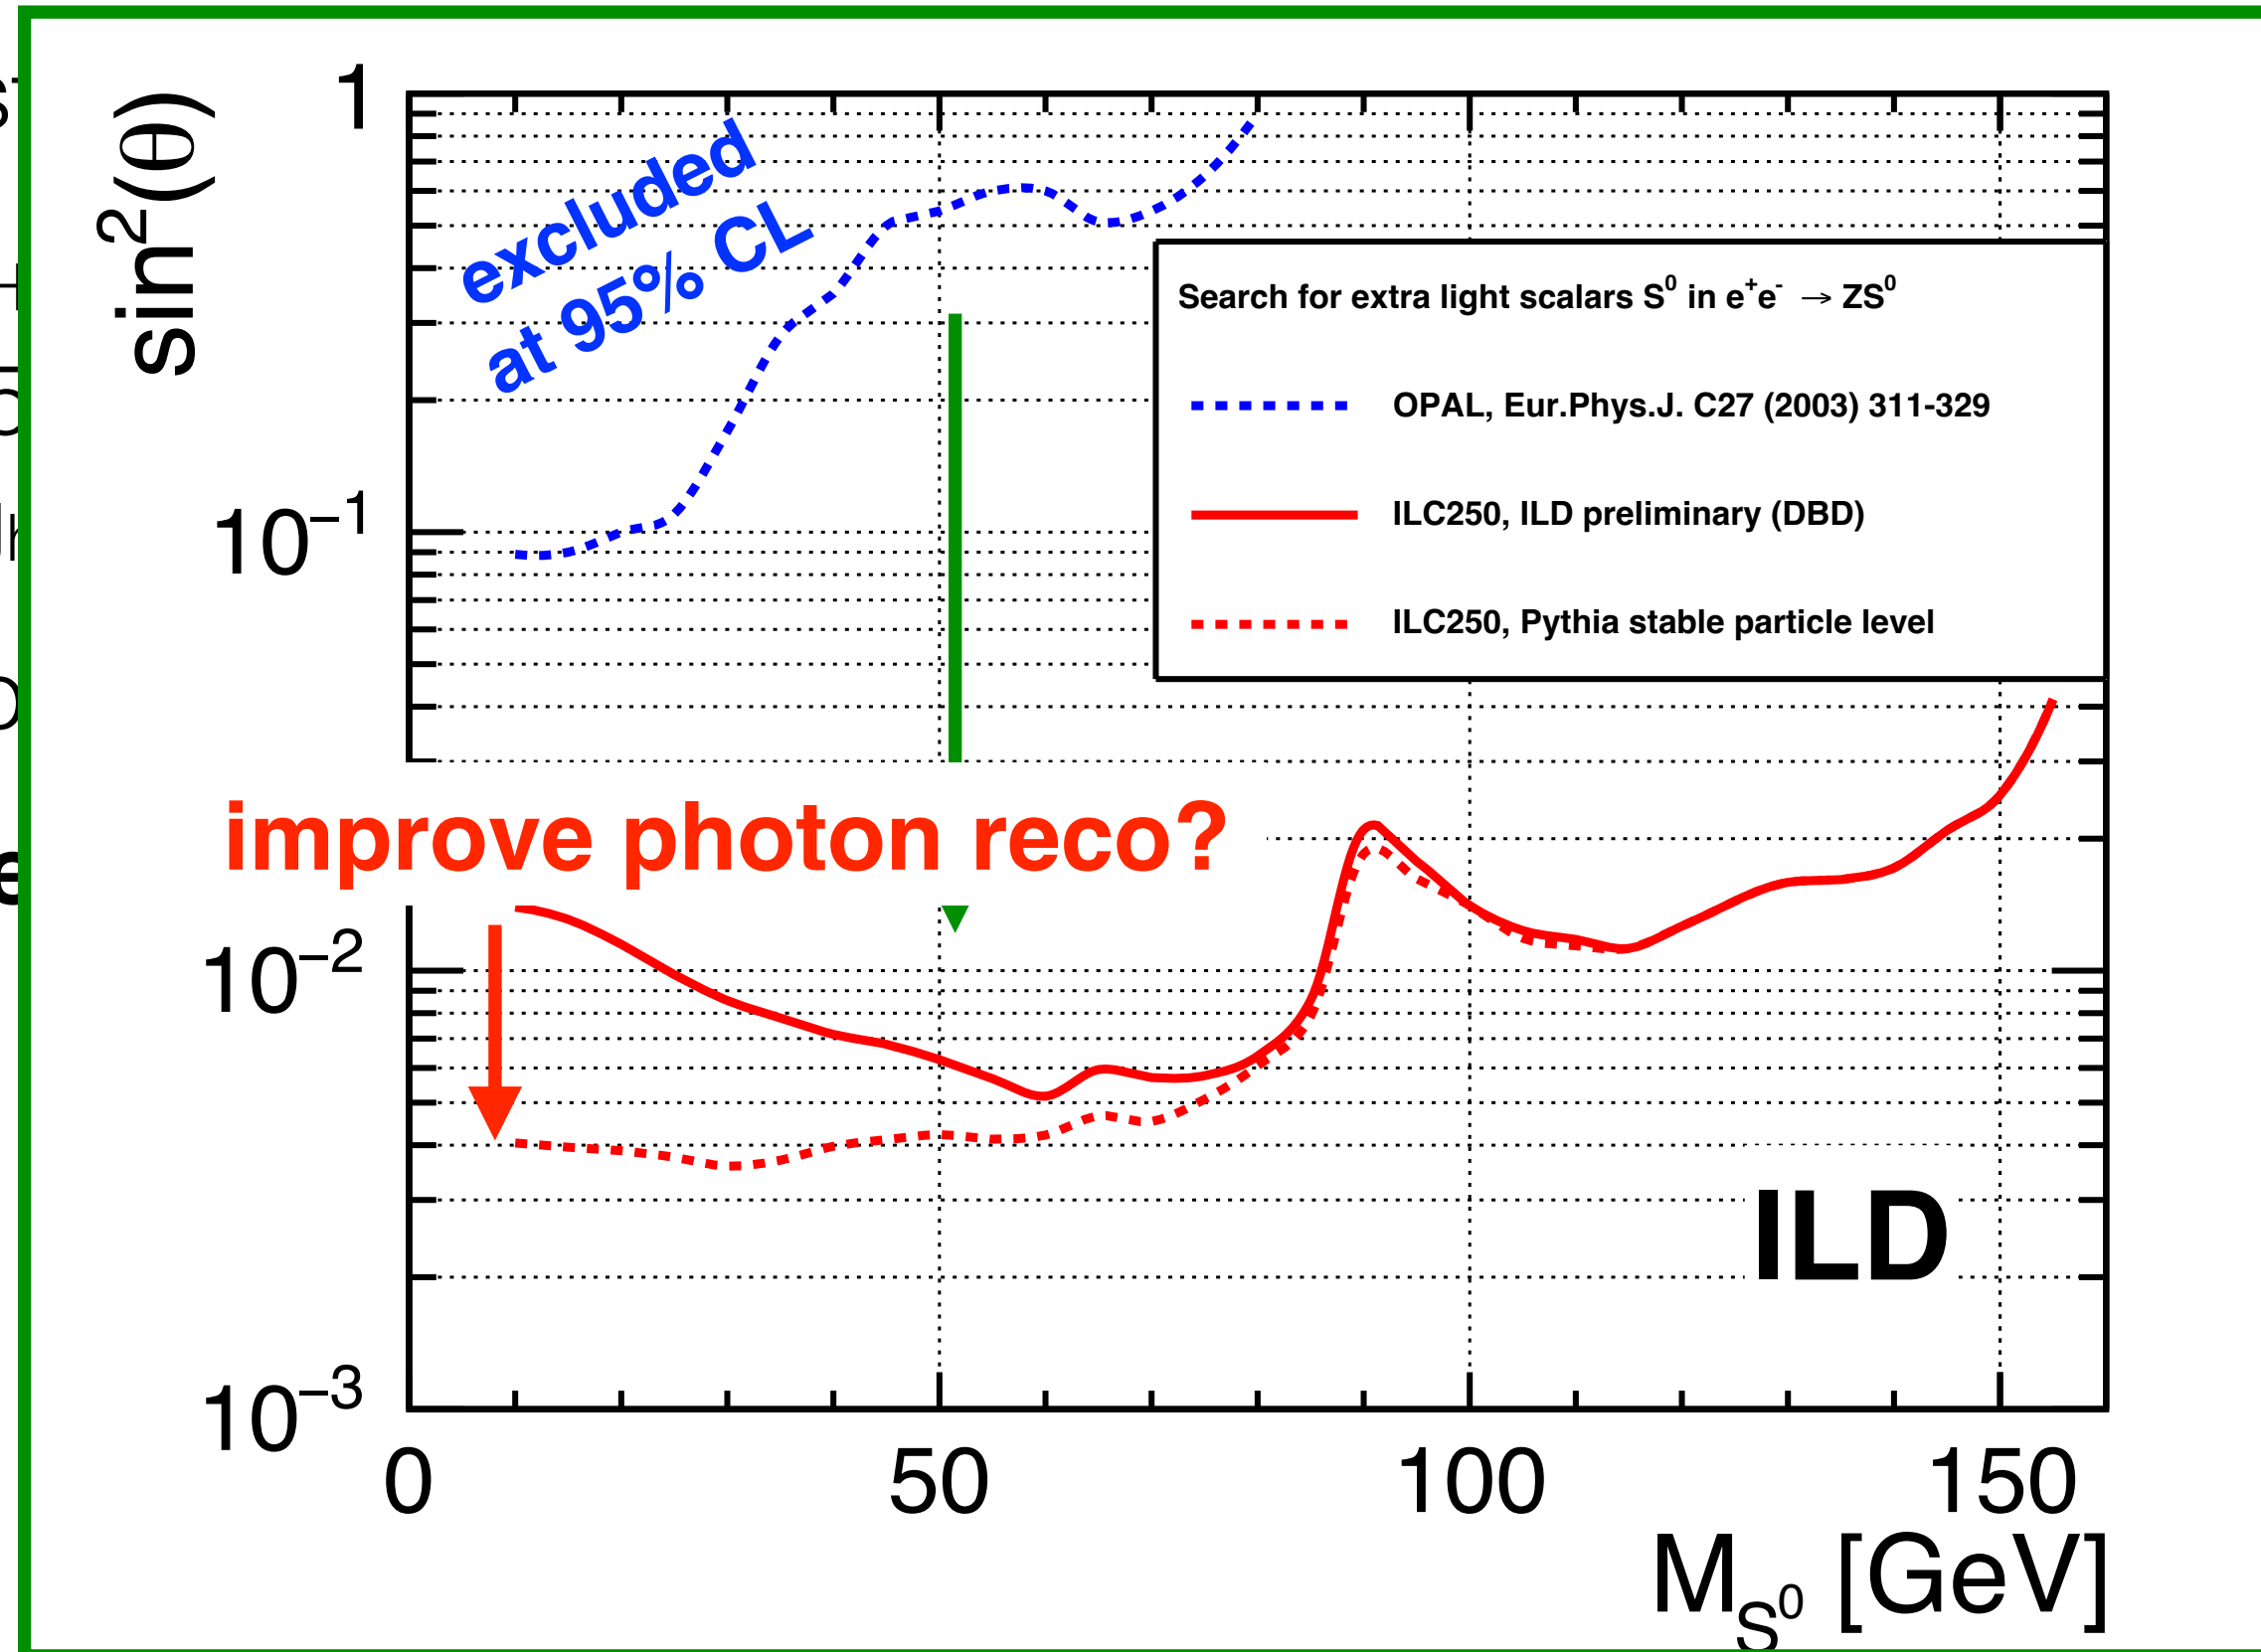 sin²(θ)
1
10⁻¹
10⁻²
10⁻³
excluded
at 95% CL
Search for extra light scalars S⁰ in e⁺e⁻ → ZS⁰
OPAL, Eur.Phys.J. C27 (2003) 311-329
ILC250, ILD preliminary (DBD)
ILC250, Pythia stable particle level
improve photon reco?
ILD
0 50 100 150
M_S⁰ [GeV]